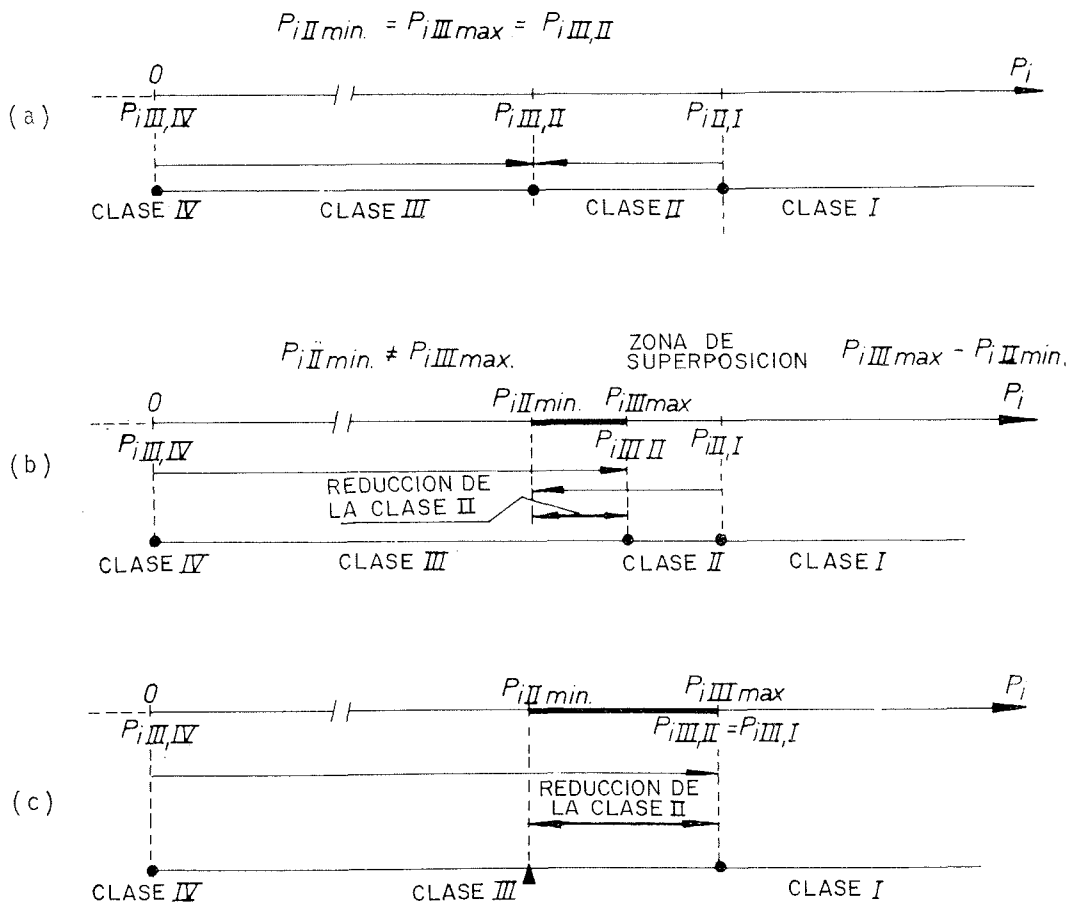 P_i II min. = P_i III max = P_i III,II
(a)
0
P_i
P_i III,IV P_i III,II P_i II,I
CLASE IV CLASE III CLASE II CLASE I
P_i II min. ≠ P_i III max.
ZONA DE
SUPERPOSICION
P_i III max - P_i II min.
(b)
0 P_i II min. P_i III max P_i
P_i III,IV P_i III II P_i II,I
REDUCCION DE
LA CLASE II
CLASE IV CLASE III CLASE II CLASE I
(c)
0 P_i II min. P_i III max P_i
P_i III,IV P_i III,II = P_i III,I
REDUCCION DE
LA CLASE II
CLASE IV CLASE III CLASE I